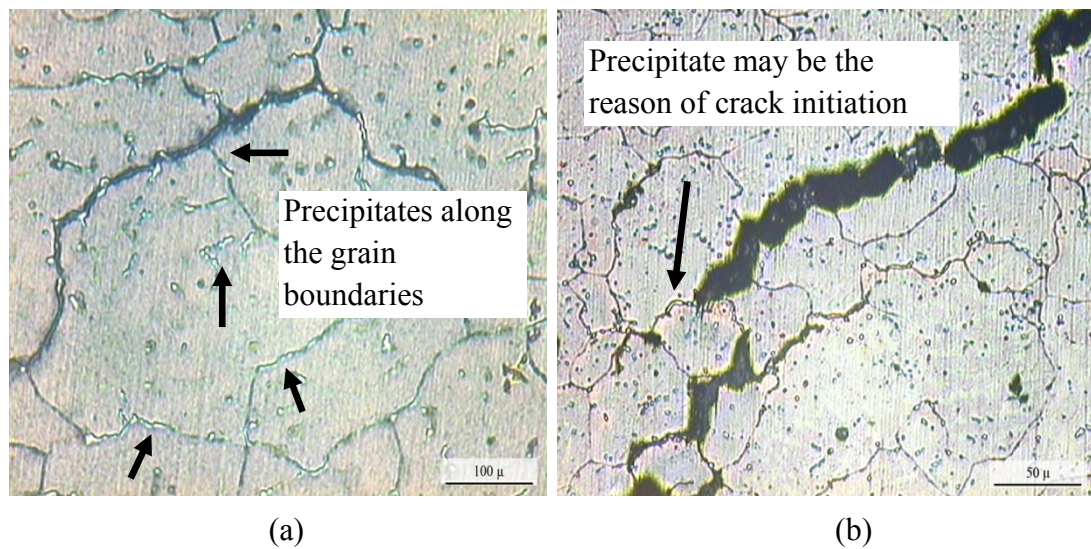 Precipitates along
the grain
boundaries
100 μ
Precipitate may be the
reason of crack initiation
50 μ
(a)
(b)